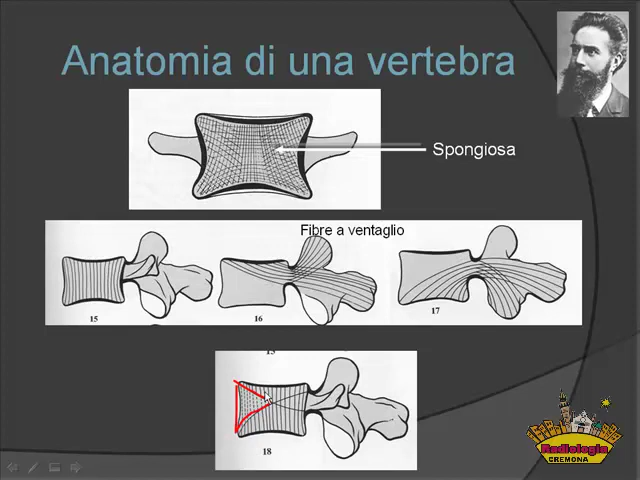 Anatomia di una vertebra
Spongiosa
Fibre a ventaglio
15
16
17
18
Radiologia
CREMONA